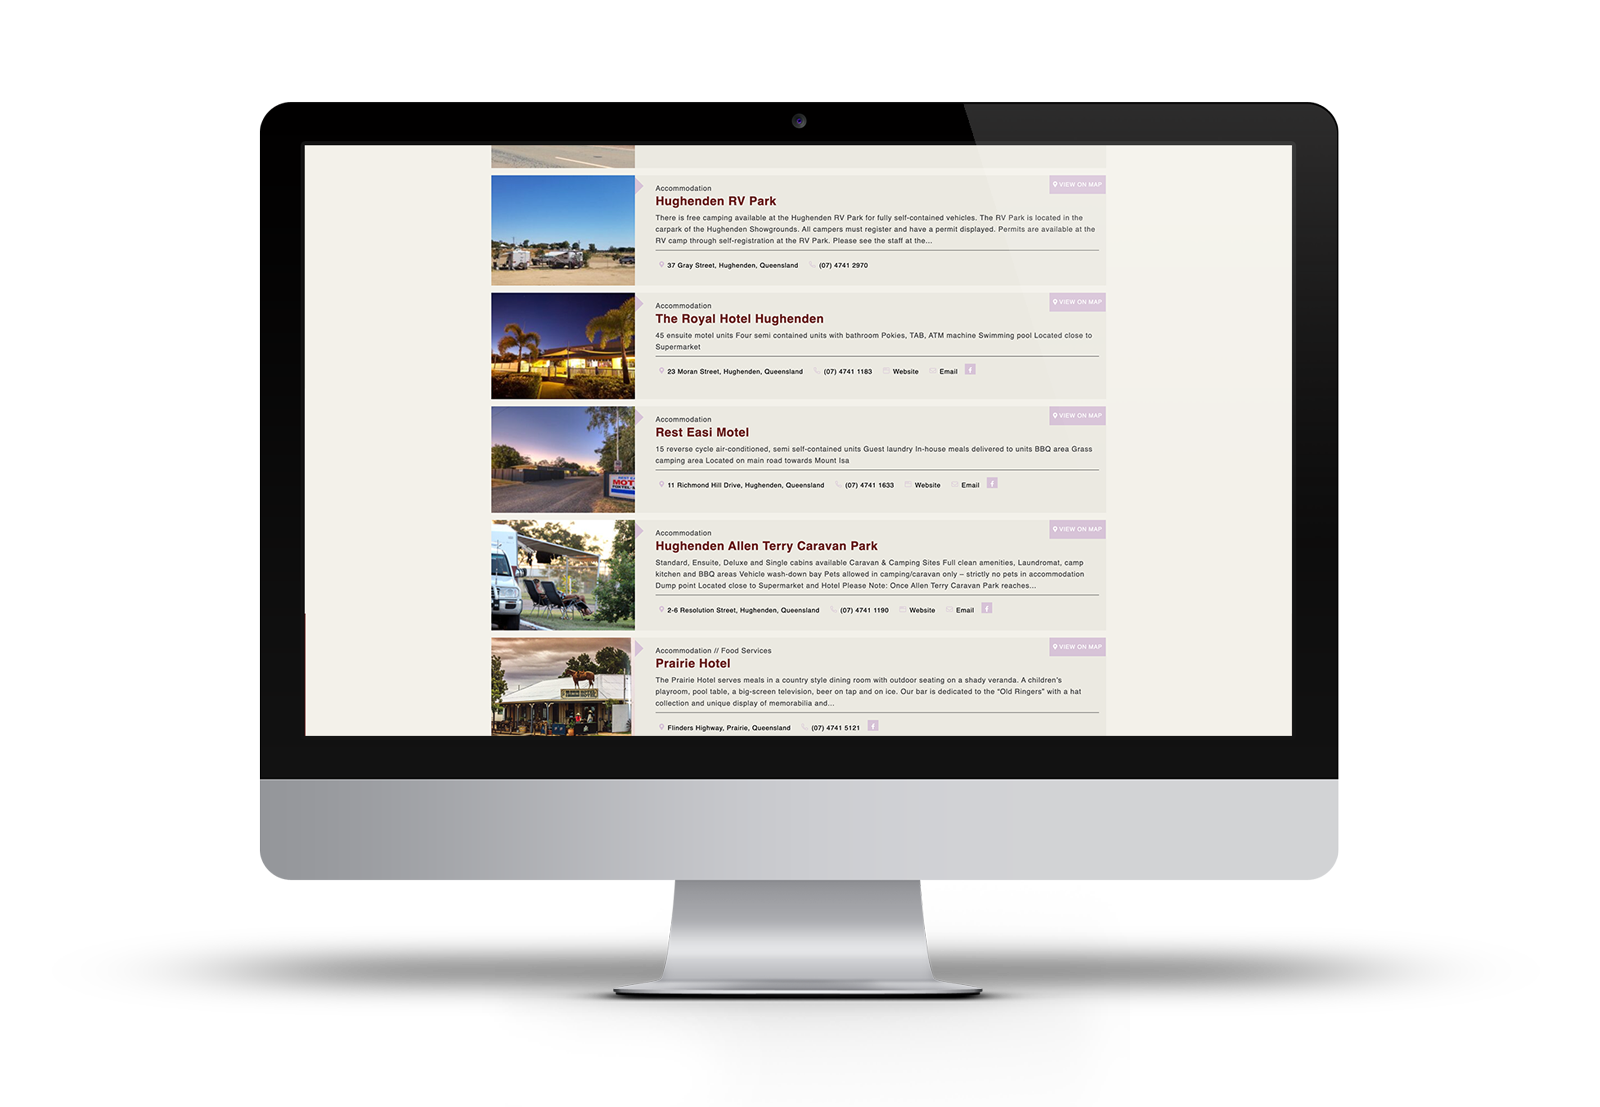 Accommodation
VIEW ON MAP
Hughenden RV Park
There is free camping available at the Hughenden RV Park for fully self-contained vehicles. The RV Park is located in the
carpark of the Hughenden Showgrounds. All campers must register and have a permit displayed. Permits are available at the
RV camp through self-registration at the RV Park. Please see the staff at the...
37 Gray Street, Hughenden, Queensland (07) 4741 2970
Accommodation
VIEW ON MAP
The Royal Hotel Hughenden
45 ensuite motel units Four semi contained units with bathroom Pokies, TAB, ATM machine Swimming pool Located close to
Supermarket
23 Moran Street, Hughenden, Queensland (07) 4741 1183 Website Email f
Accommodation
VIEW ON MAP
Rest Easi Motel
15 reverse cycle air-conditioned, semi self-contained units Guest laundry In-house meals delivered to units BBQ area Grass
camping area Located on main road towards Mount Isa
11 Richmond Hill Drive, Hughenden, Queensland (07) 4741 1633 Website Email f
Accommodation
VIEW ON MAP
Hughenden Allen Terry Caravan Park
Standard, Ensuite, Deluxe and Single cabins available Caravan & Camping Sites Full clean amenities, Laundromat, camp
kitchen and BBQ areas Vehicle wash-down bay Pets allowed in camping/caravan only – strictly no pets in accommodation
Dump point Located close to Supermarket and Hotel Please Note: Once Allen Terry Caravan Park reaches...
2-6 Resolution Street, Hughenden, Queensland (07) 4741 1190 Website Email f
Accommodation // Food Services
VIEW ON MAP
Prairie Hotel
The Prairie Hotel serves meals in a country style dining room with outdoor seating on a shady veranda. A children's
playroom, pool table, a big-screen television, beer on tap and on ice. Our bar is dedicated to the "Old Ringers" with a hat
collection and unique display of memorabilia and...
Flinders Highway, Prairie, Queensland (07) 4741 5121 f